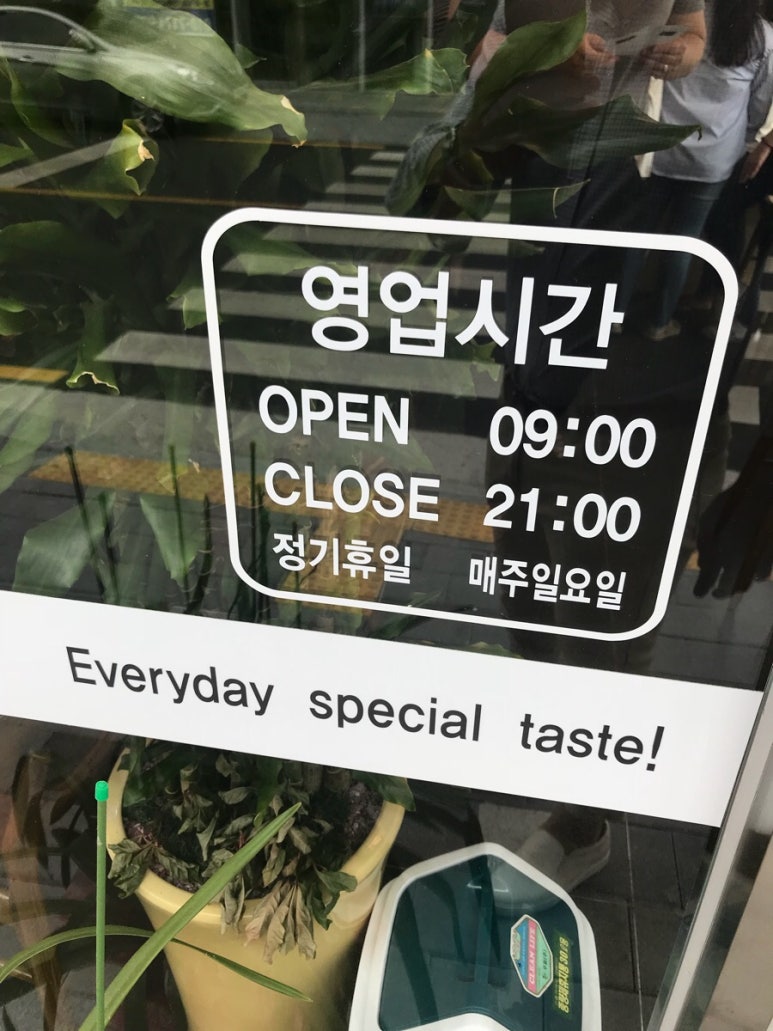 영업시간
OPEN 09:00
CLOSE 21:00
정기휴일 매주일요일
Everyday special taste!